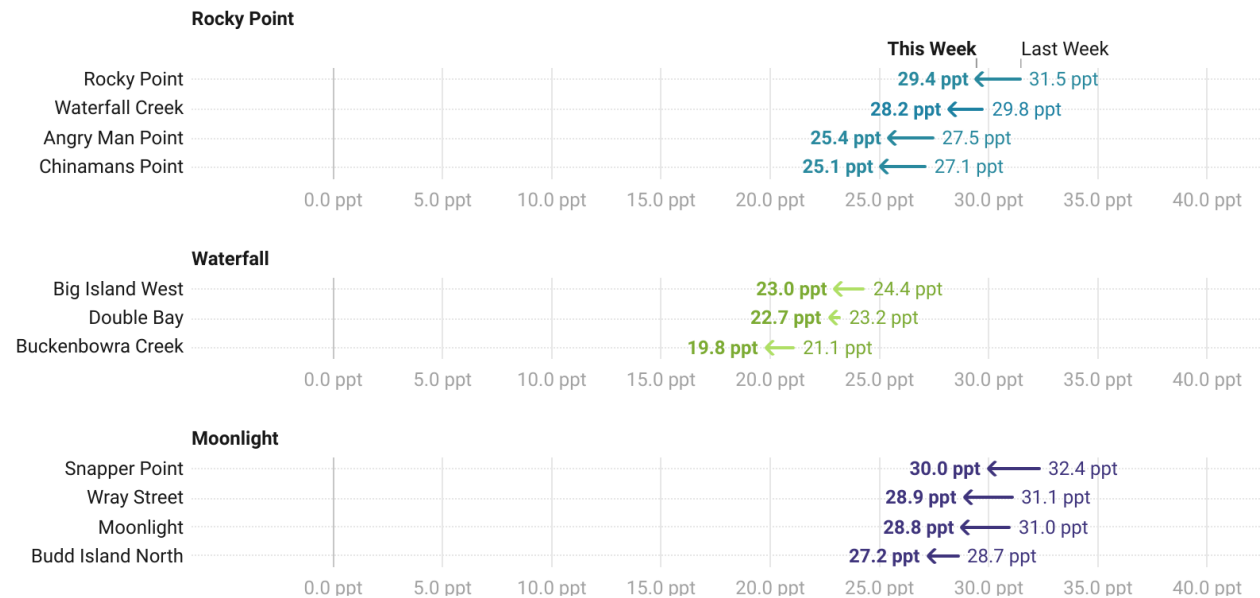 Rocky Point
This Week Last Week
Rocky Point 29.4 ppt 31.5 ppt
Waterfall Creek 28.2 ppt 29.8 ppt
Angry Man Point 25.4 ppt 27.5 ppt
Chinamans Point 25.1 ppt 27.1 ppt
0.0 ppt 5.0 ppt 10.0 ppt 15.0 ppt 20.0 ppt 25.0 ppt 30.0 ppt 35.0 ppt 40.0 ppt
Waterfall
Big Island West 23.0 ppt 24.4 ppt
Double Bay 22.7 ppt 23.2 ppt
Buckenbowra Creek 19.8 ppt 21.1 ppt
0.0 ppt 5.0 ppt 10.0 ppt 15.0 ppt 20.0 ppt 25.0 ppt 30.0 ppt 35.0 ppt 40.0 ppt
Moonlight
Snapper Point 30.0 ppt 32.4 ppt
Wray Street 28.9 ppt 31.1 ppt
Moonlight 28.8 ppt 31.0 ppt
Budd Island North 27.2 ppt 28.7 ppt
0.0 ppt 5.0 ppt 10.0 ppt 15.0 ppt 20.0 ppt 25.0 ppt 30.0 ppt 35.0 ppt 40.0 ppt